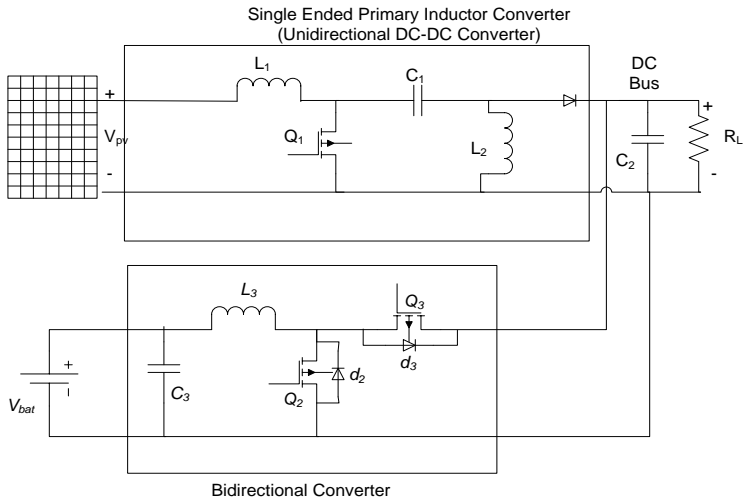 Single Ended Primary Inductor Converter
(Unidirectional DC-DC Converter)
L1
C1
DC
Bus
+
+
Vpv
Q1
L2
C2
RL
-
-
L3
Q3
+
C3
d2
d3
Vbat
-
Q2
Bidirectional Converter